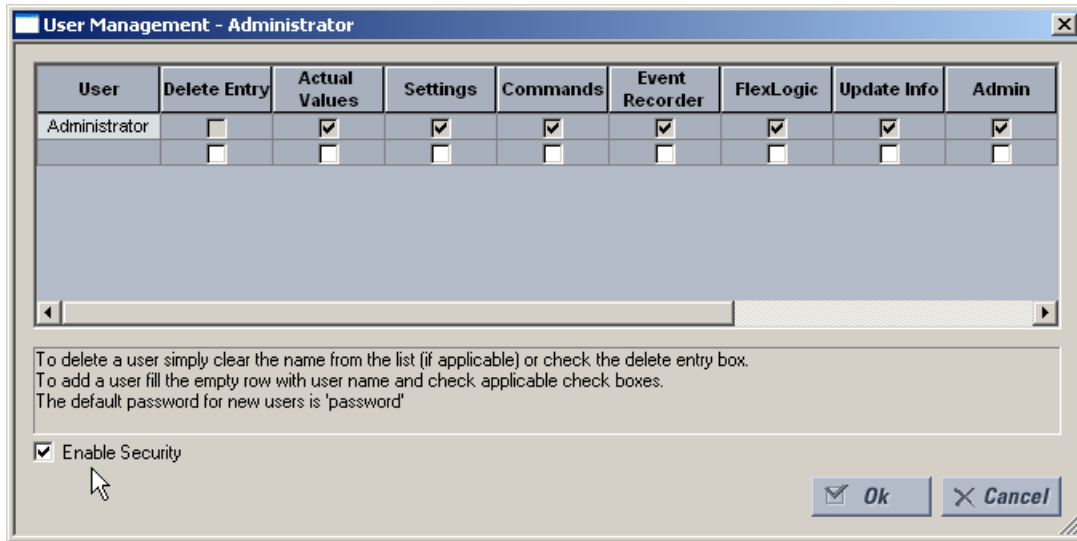 User Management - Administrator
User Delete Entry Actual Values Settings Commands Event Recorder FlexLogic Update Info Admin
Administrator
To delete a user simply clear the name from the list (if applicable) or check the delete entry box.
To add a user fill the empty row with user name and check applicable check boxes.
The default password for new users is 'password'
Enable Security
Ok Cancel